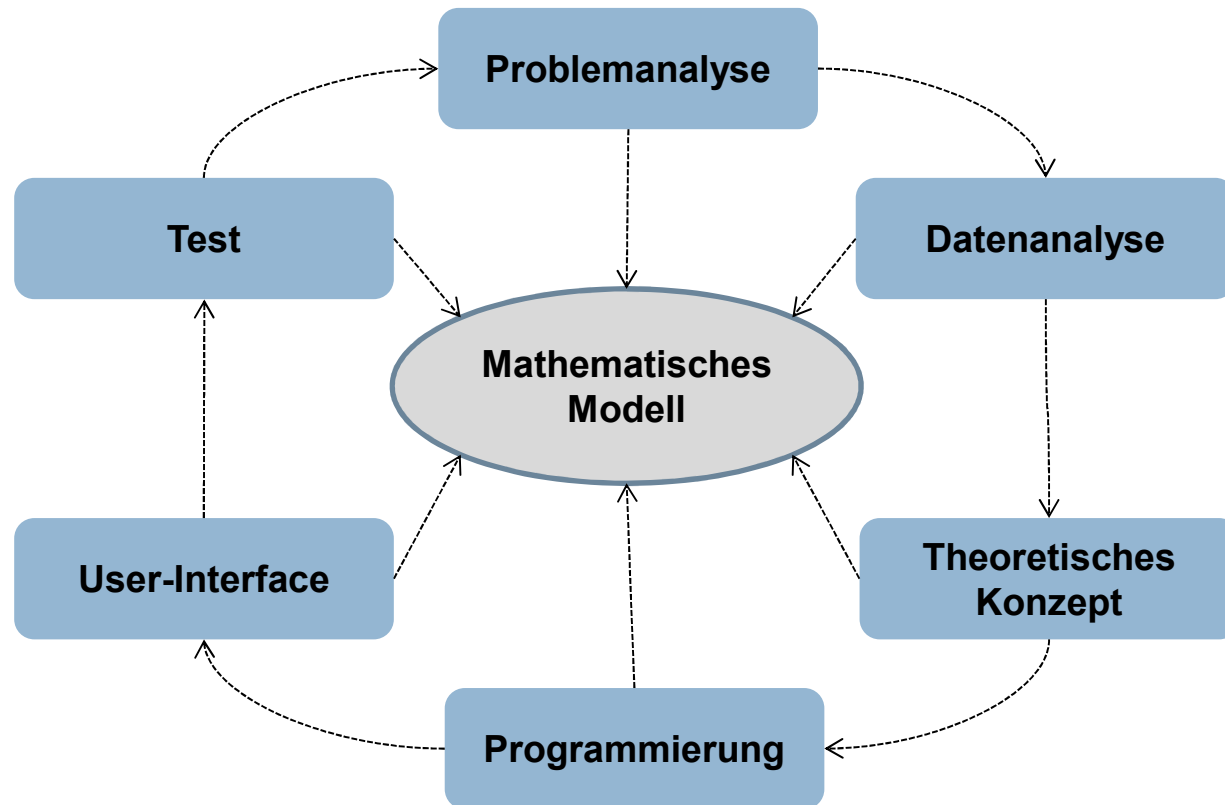 Problemanalyse
Test
Datenanalyse
Mathematisches
Modell
User-Interface
Theoretisches
Konzept
Programmierung